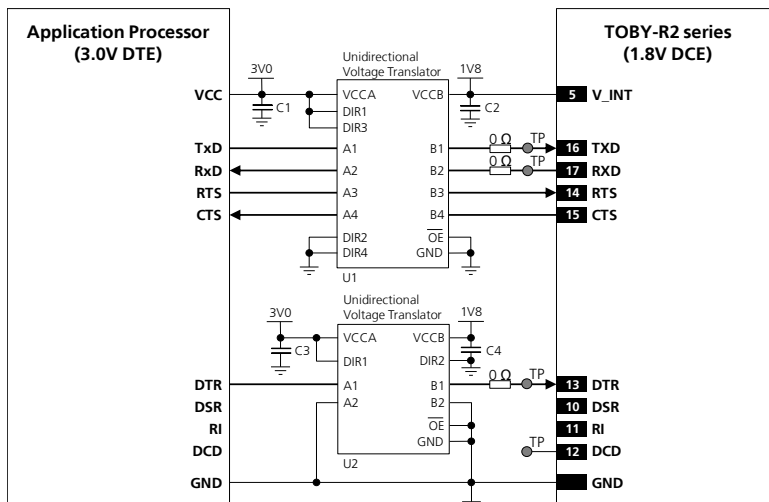 Application Processor
(3.0V DTE)
TOBY-R2 series
(1.8V DCE)
Unidirectional
Voltage Translator
3V0
1V8
VCC
C1
VCCA
VCCB
C2
5 V_INT
DIR1
DIR3
0 Ω
TP
TxD
A1
B1
16 TXD
0 Ω
TP
RxD
A2
B2
17 RXD
RTS
A3
B3
14 RTS
CTS
A4
B4
15 CTS
DIR2
OE
DIR4
GND
U1
Unidirectional
Voltage Translator
3V0
1V8
VCCA
VCCB
C3
C4
DIR1
DIR2
0 Ω
TP
DTR
A1
B1
13 DTR
DSR
A2
B2
10 DSR
RI
OE
11 RI
DCD
GND
TP
12 DCD
U2
GND
GND